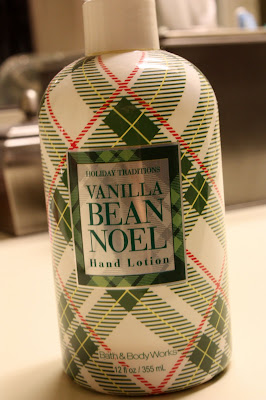 HOLIDAY TRADITIONS
VANILLA
BEAN
NOEL
Hand Lotion
Bath & Body Works
12 fl oz / 355 mL